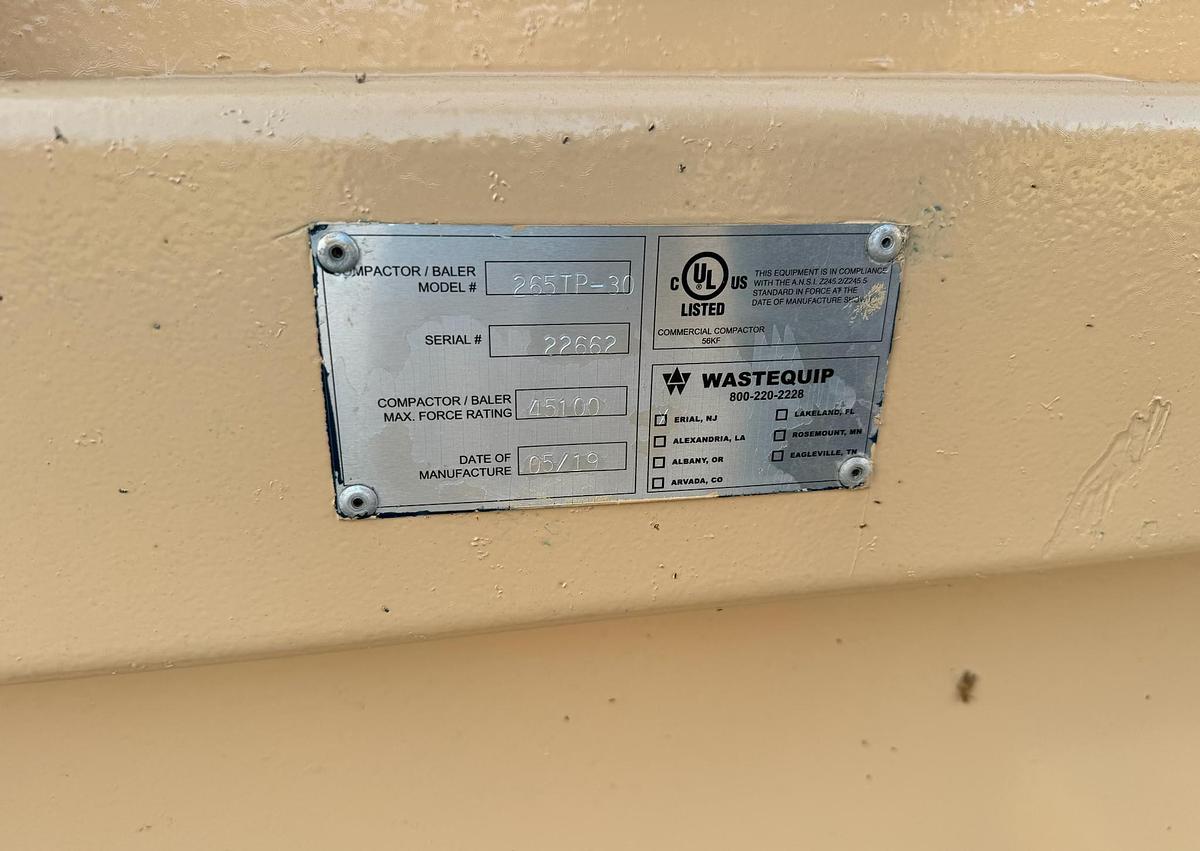 COMPACTOR / BALER
MODEL # 265TP-30
SERIAL # 22662
COMPACTOR / BALER
MAX. FORCE RATING 45100
DATE OF
MANUFACTURE 05/19
C UL US
LISTED
THIS EQUIPMENT IS IN COMPLIANCE
WITH THE A.N.S.I. Z245.2/Z245.5
STANDARD IN FORCE AT THE
DATE OF MANUFACTURE
COMMERCIAL COMPACTOR
56KF
WASTEQUIP
800-220-2228
ERIAL, NJ
ALEXANDRIA, LA
ALBANY, OR
ARVADA, CO
LAKELAND, FL
ROSEMOUNT, MN
EAGLEVILLE, TN